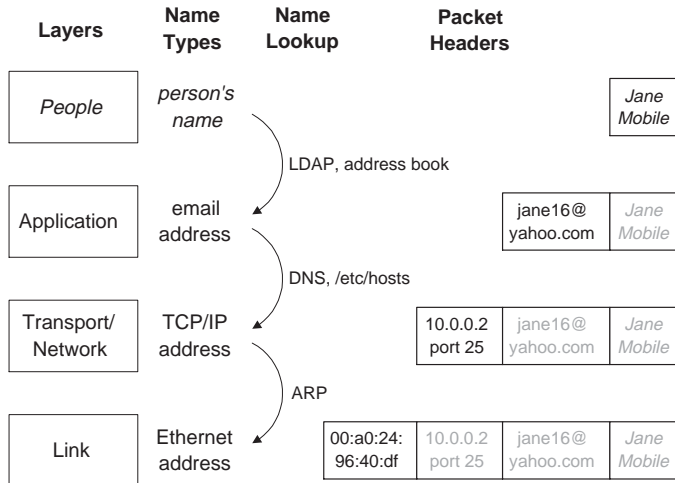 Layers
Name
Types
Name
Lookup
Packet
Headers
People
person's
name
Jane
Mobile
LDAP, address book
Application
email
address
jane16@
yahoo.com
Jane
Mobile
DNS, /etc/hosts
Transport/
Network
TCP/IP
address
10.0.0.2
port 25
jane16@
yahoo.com
Jane
Mobile
ARP
Link
Ethernet
address
00:a0:24:
96:40:df
10.0.0.2
port 25
jane16@
yahoo.com
Jane
Mobile